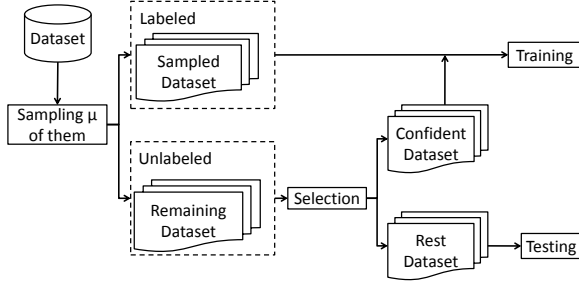 Dataset
Sampling μ
of them
Labeled
Sampled
Dataset
Unlabeled
Remaining
Dataset
Selection
Confident
Dataset
Rest
Dataset
Training
Testing